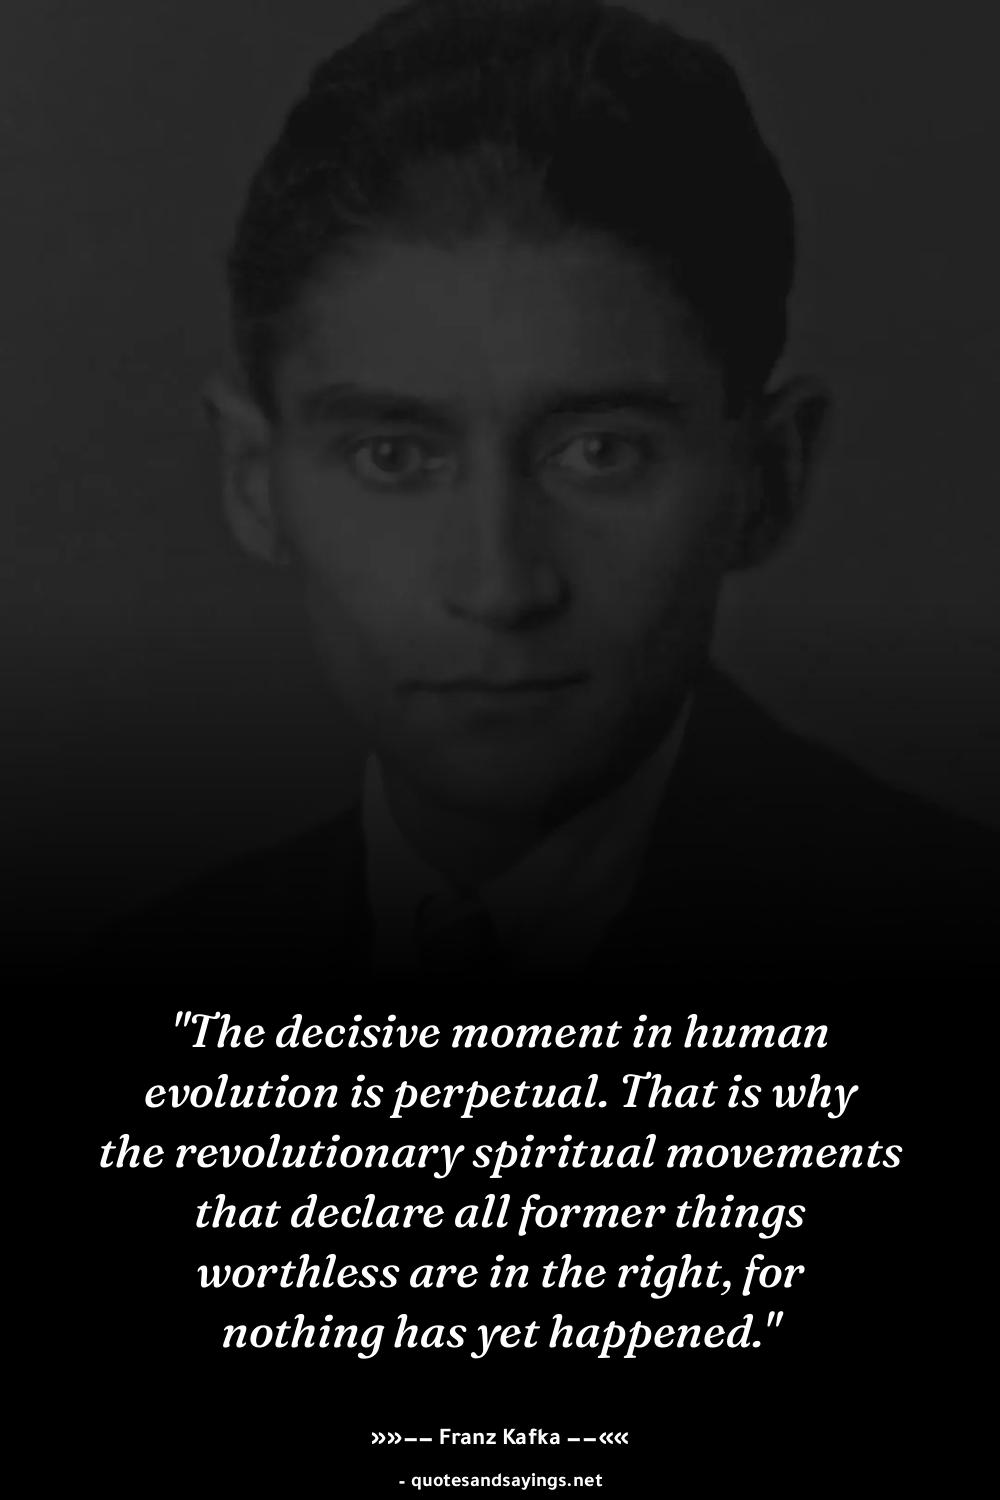 "The decisive moment in human
evolution is perpetual. That is why
the revolutionary spiritual movements
that declare all former things
worthless are in the right, for
nothing has yet happened."
»»–– Franz Kafka ––««
- quotesandsayings.net